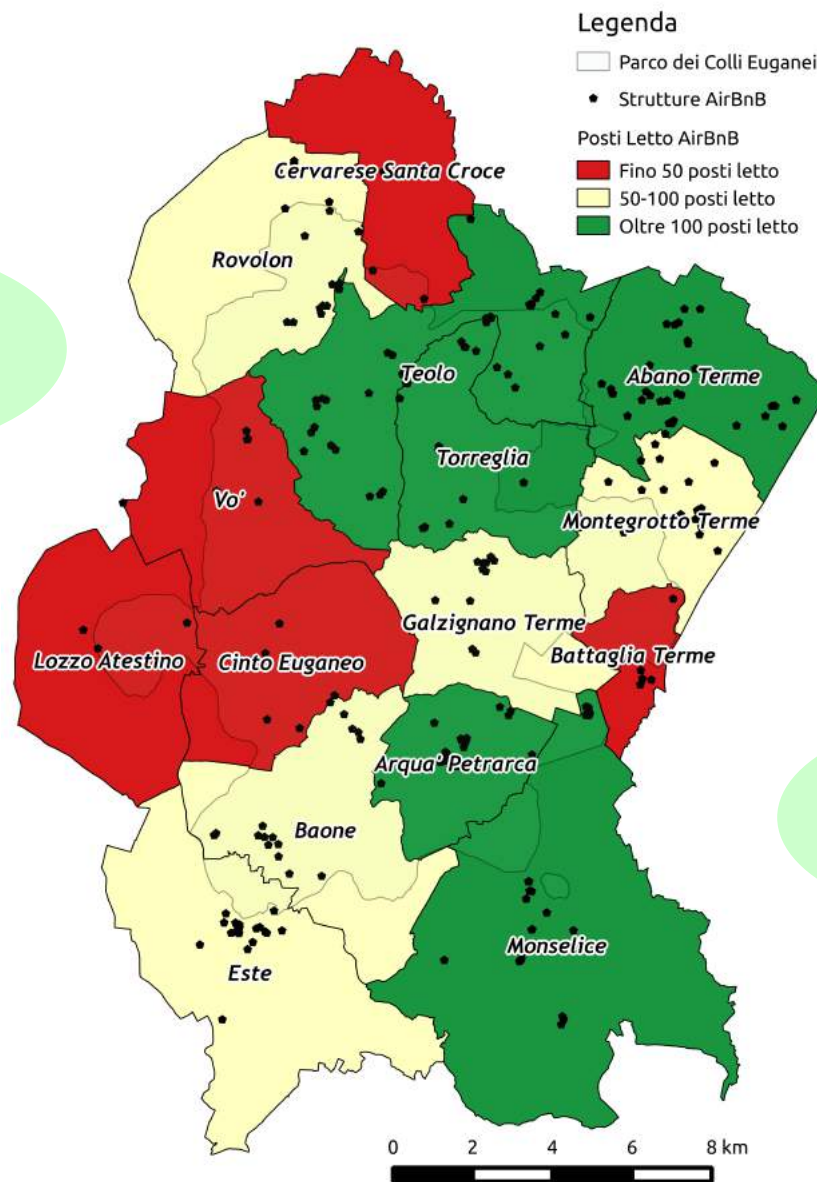 Legenda
Parco dei Colli Euganei
Strutture AirBnB
Posti Letto AirBnB
Fino 50 posti letto
50-100 posti letto
Oltre 100 posti letto
Cervarese Santa Croce
Rovolon
Teolo
Abano Terme
Torreglia
Vo'
Montegrotto Terme
Galzignano Terme
Lozzo Atestino
Cinto Euganeo
Battaglia Terme
Arqua' Petrarca
Baone
Monselice
Este
0 2 4 6 8 km